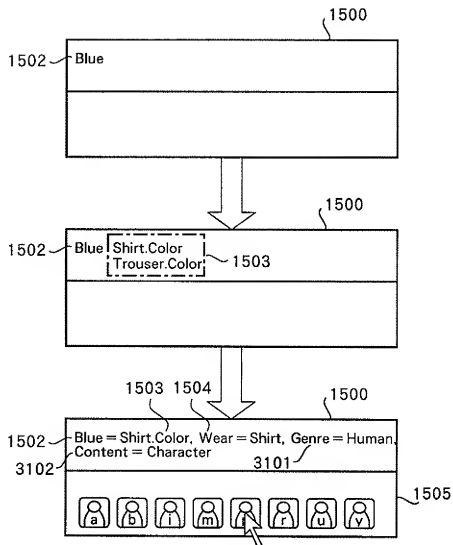 1500
1502 Blue
1500
1502 Blue Shirt.Color
Trouser.Color 1503
1503 1504 1500
1502 Blue = Shirt.Color, Wear = Shirt, Genre = Human,
3102 Content = Character 3101
1505
a b i m r u y